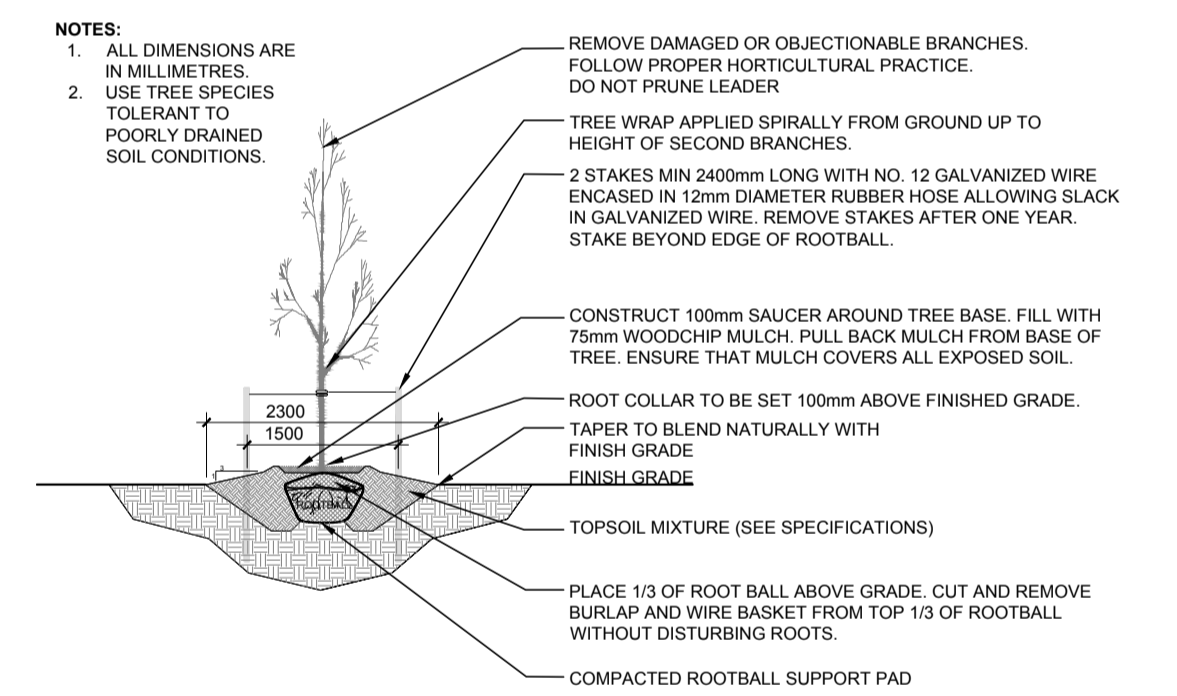 NOTES:
1. ALL DIMENSIONS ARE
IN MILLIMETRES.
2. USE TREE SPECIES
TOLERANT TO
POORLY DRAINED
SOIL CONDITIONS.
REMOVE DAMAGED OR OBJECTIONABLE BRANCHES.
FOLLOW PROPER HORTICULTURAL PRACTICE.
DO NOT PRUNE LEADER
TREE WRAP APPLIED SPIRALLY FROM GROUND UP TO
HEIGHT OF SECOND BRANCHES.
2 STAKES MIN 2400mm LONG WITH NO. 12 GALVANIZED WIRE
ENCASED IN 12mm DIAMETER RUBBER HOSE ALLOWING SLACK
IN GALVANIZED WIRE. REMOVE STAKES AFTER ONE YEAR.
STAKE BEYOND EDGE OF ROOTBALL.
CONSTRUCT 100mm SAUCER AROUND TREE BASE. FILL WITH
75mm WOODCHIP MULCH. PULL BACK MULCH FROM BASE OF
TREE. ENSURE THAT MULCH COVERS ALL EXPOSED SOIL.
ROOT COLLAR TO BE SET 100mm ABOVE FINISHED GRADE.
TAPER TO BLEND NATURALLY WITH
FINISH GRADE
FINISH GRADE
2300
1500
ROOTBALL
TOPSOIL MIXTURE (SEE SPECIFICATIONS)
PLACE 1/3 OF ROOT BALL ABOVE GRADE. CUT AND REMOVE
BURLAP AND WIRE BASKET FROM TOP 1/3 OF ROOTBALL
WITHOUT DISTURBING ROOTS.
COMPACTED ROOTBALL SUPPORT PAD